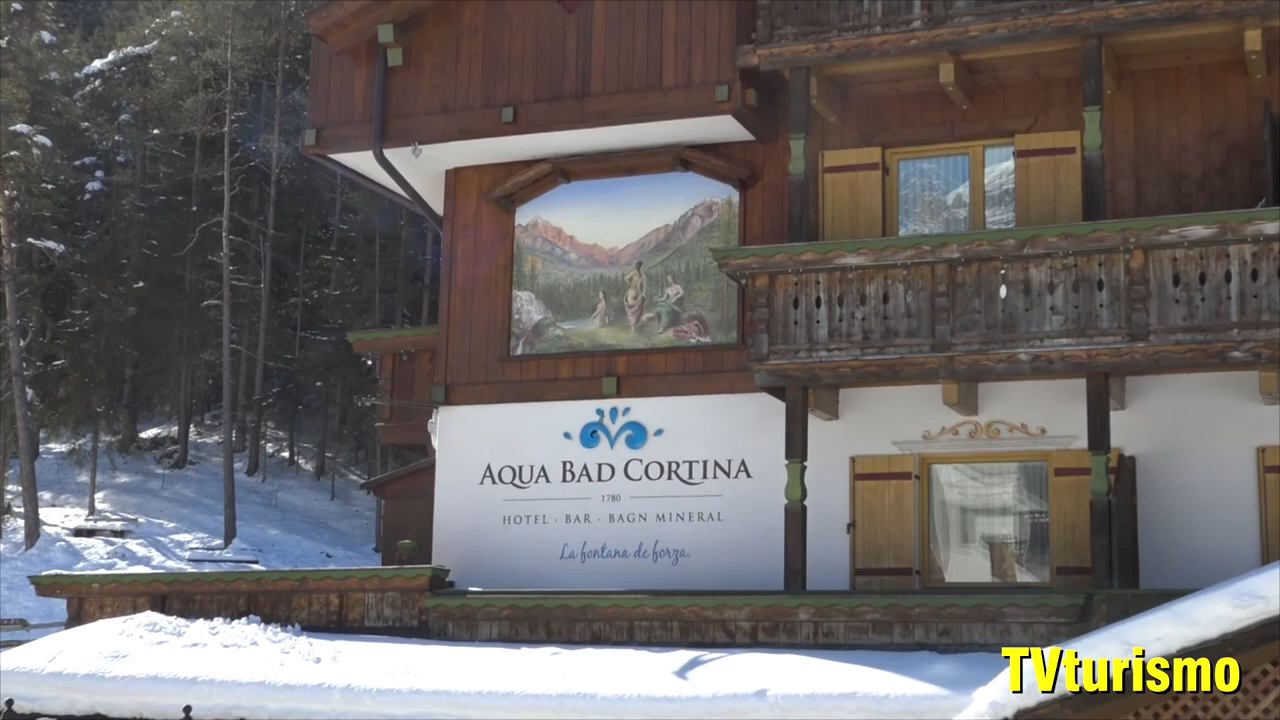 AQUA BAD CORTINA
1780
HOTEL · BAR · BAGN MINERAL
La fontana de forza.
TVturismo